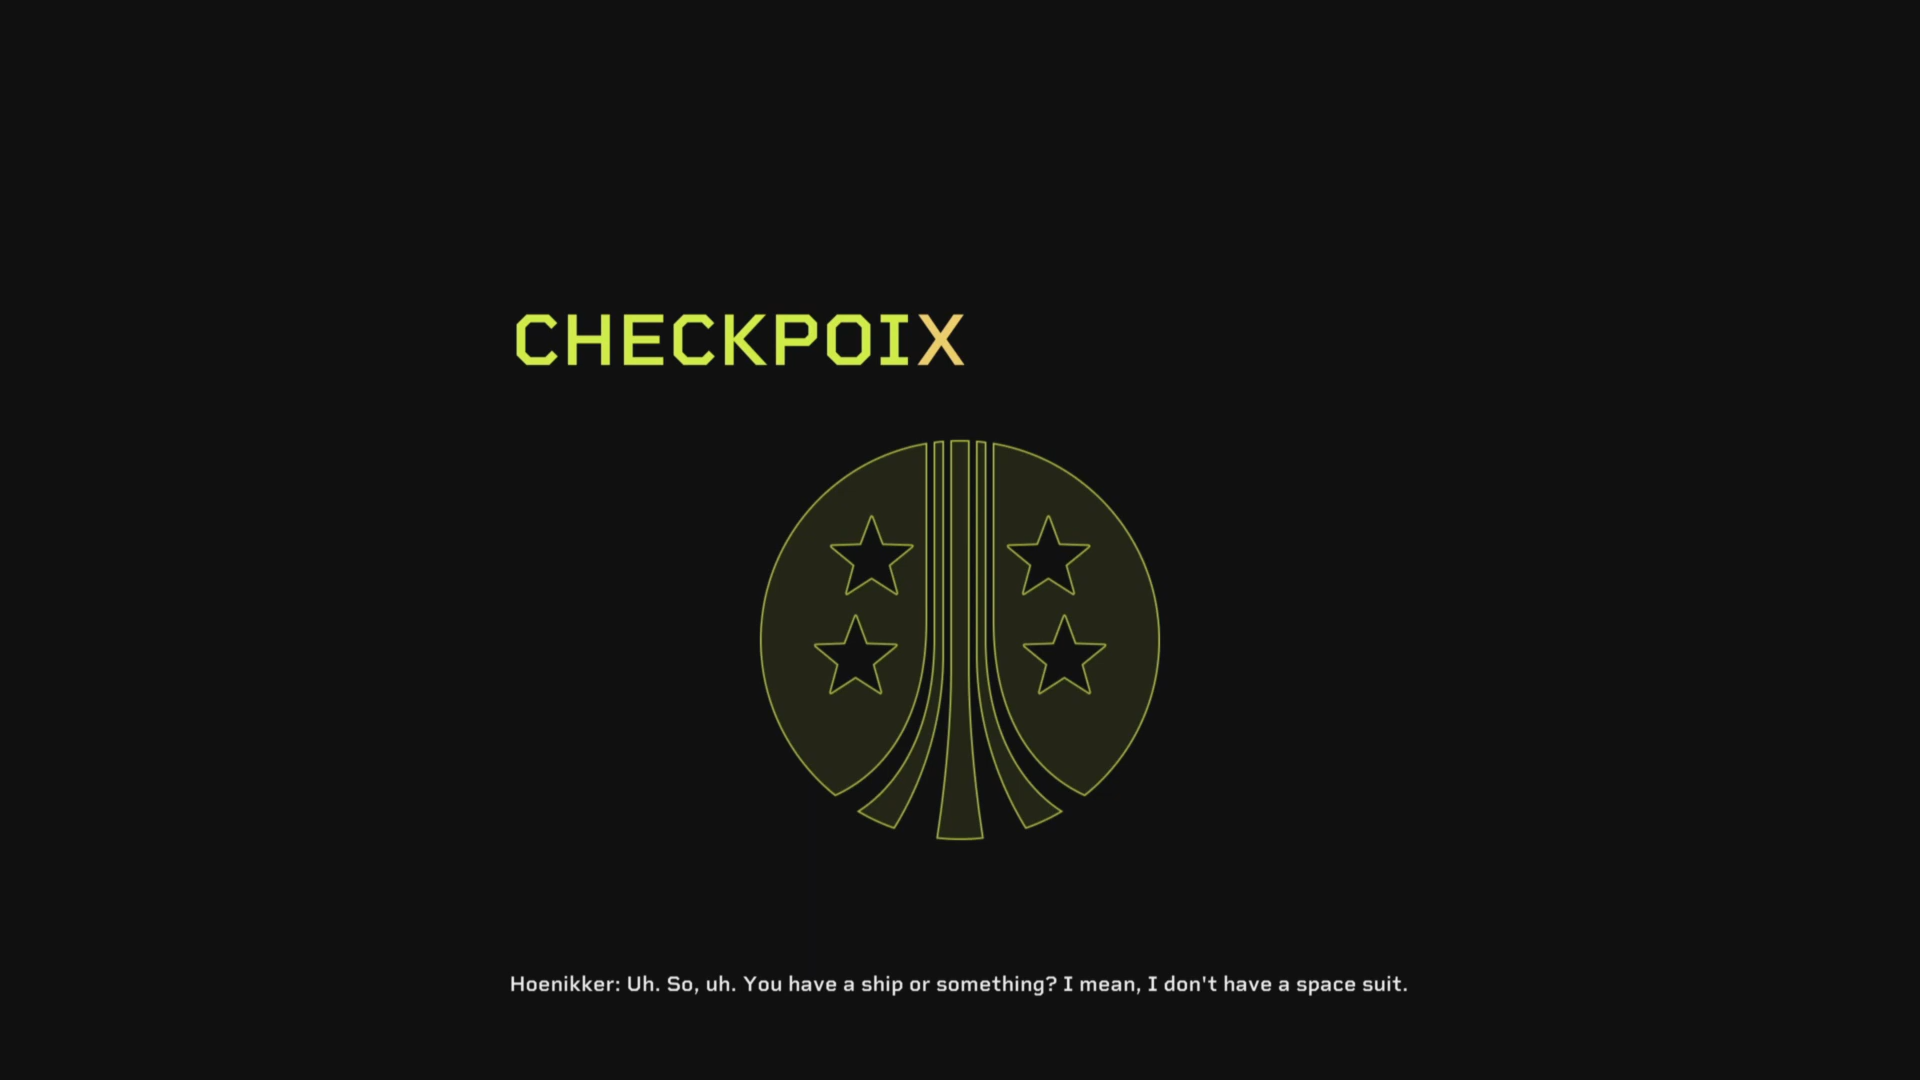 CHECKPOIX
Hoenikker: Uh. So, uh. You have a ship or something? I mean, I don't have a space suit.